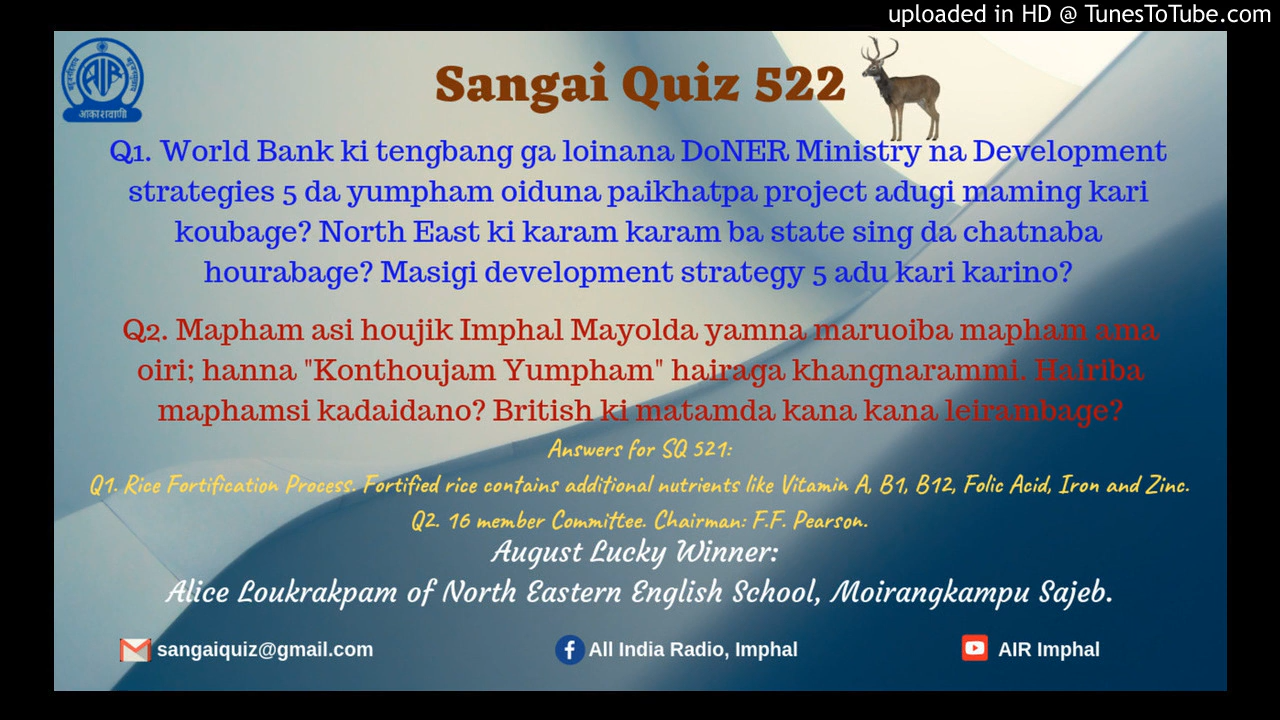 uploaded in HD @ TunesToTube.com
AIR
आकाशवाणी
Sangai Quiz 522
Q1. World Bank ki tengbang ga loinana DoNER Ministry na Development
strategies 5 da yumpham oiduna paikhatpa project adugi maming kari
koubage? North East ki karam karam ba state sing da chatnaba
hourabage? Masigi development strategy 5 adu kari karino?
Q2. Mapham asi houjik Imphal Mayolda yamna maruoiba mapham ama
oiri; hanna "Konthoujam Yumpham" hairaga khangnarammi. Hairiba
maphamsi kadaidano? British ki matamda kana kana leirambage?
Answers for SQ 521:
Q1. Rice Fortification Process. Fortified rice contains additional nutrients like Vitamin A, B1, B12, Folic Acid, Iron and Zinc.
Q2. 16 member Committee. Chairman: F.F. Pearson.
August Lucky Winner:
Alice Loukrakpam of North Eastern English School, Moirangkampu Sajeb.
sangaiquiz@gmail.com
All India Radio, Imphal
AIR Imphal